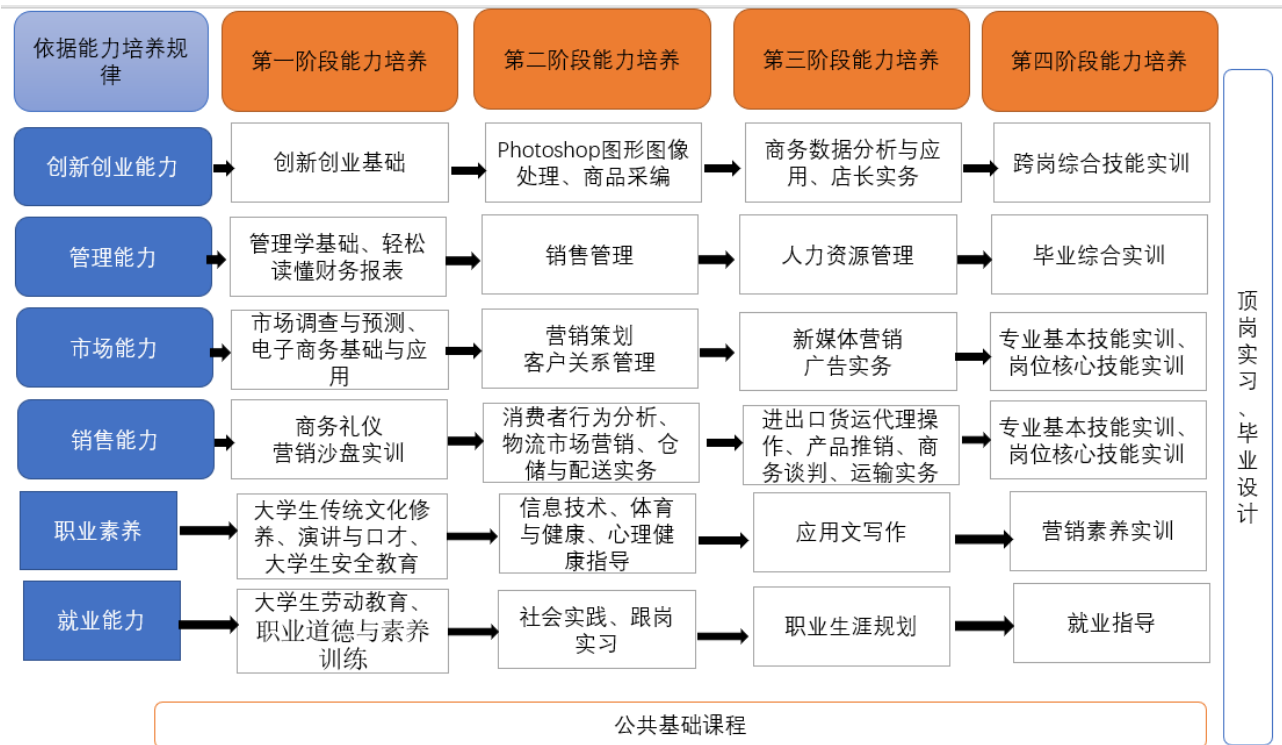 依据能力培养规
律
第一阶段能力培养
第二阶段能力培养
第三阶段能力培养
第四阶段能力培养
创新创业能力
创新创业基础
Photoshop图形图像
处理、商品采编
商务数据分析与应
用、店长实务
跨岗综合技能实训
管理能力
管理学基础、轻松
读懂财务报表
销售管理
人力资源管理
毕业综合实训
市场能力
市场调查与预测、
电子商务基础与应
用
营销策划
客户关系管理
新媒体营销
广告实务
专业基本技能实训、
岗位核心技能实训
销售能力
商务礼仪
营销沙盘实训
消费者行为分析、
物流市场营销、仓
储与配送实务
进出口货运代理操
作、产品推销、商
务谈判、运输实务
专业基本技能实训、
岗位核心技能实训
职业素养
大学生传统文化修
养、演讲与口才、
大学生安全教育
信息技术、体育
与健康、心理健
康指导
应用文写作
营销素养实训
就业能力
大学生劳动教育、
职业道德与素养
训练
社会实践、跟岗
实习
职业生涯规划
就业指导
顶岗实习、毕业设计
公共基础课程